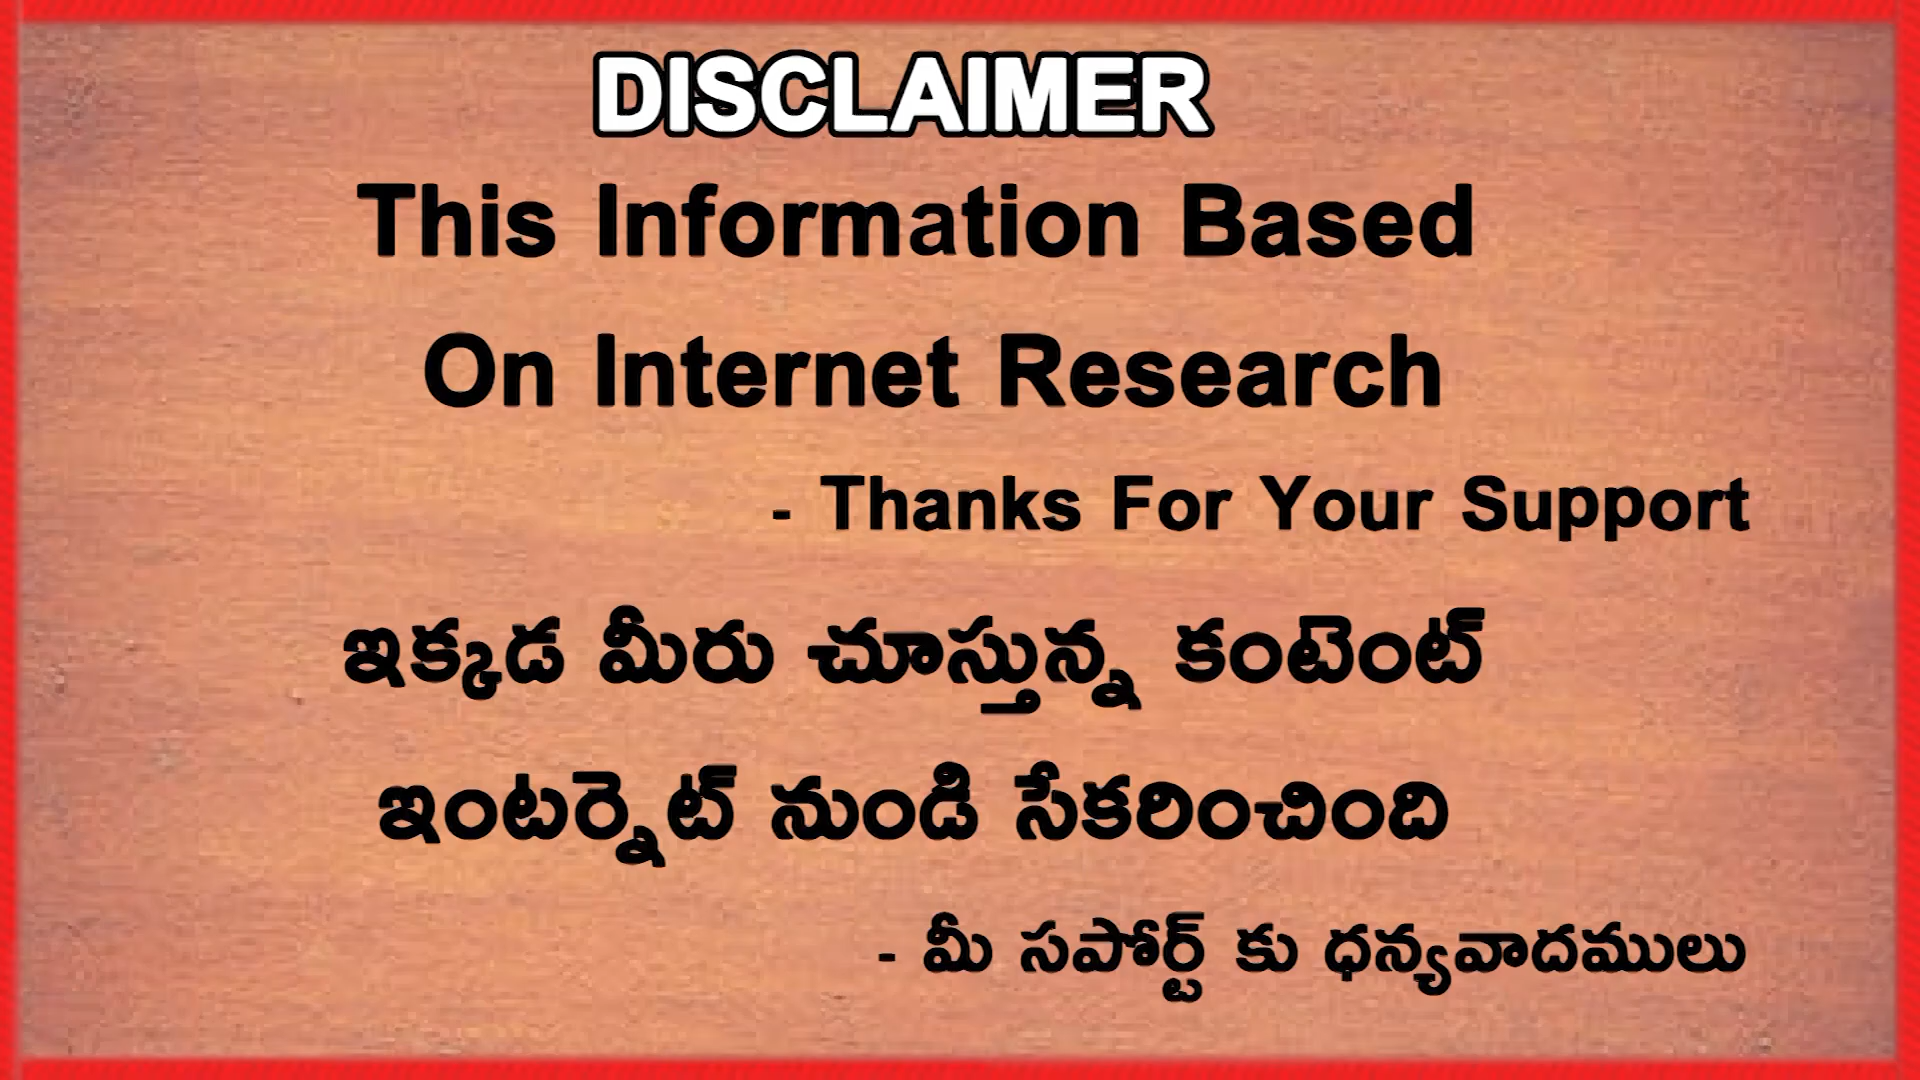 DISCLAIMER
This Information Based
On Internet Research
- Thanks For Your Support
ఇక్కడ మీరు చూస్తున్న కంటెంట్
ఇంటర్నెట్ నుండి సేకరించింది
- మీ సపోర్ట్ కు ధన్యవాదములు